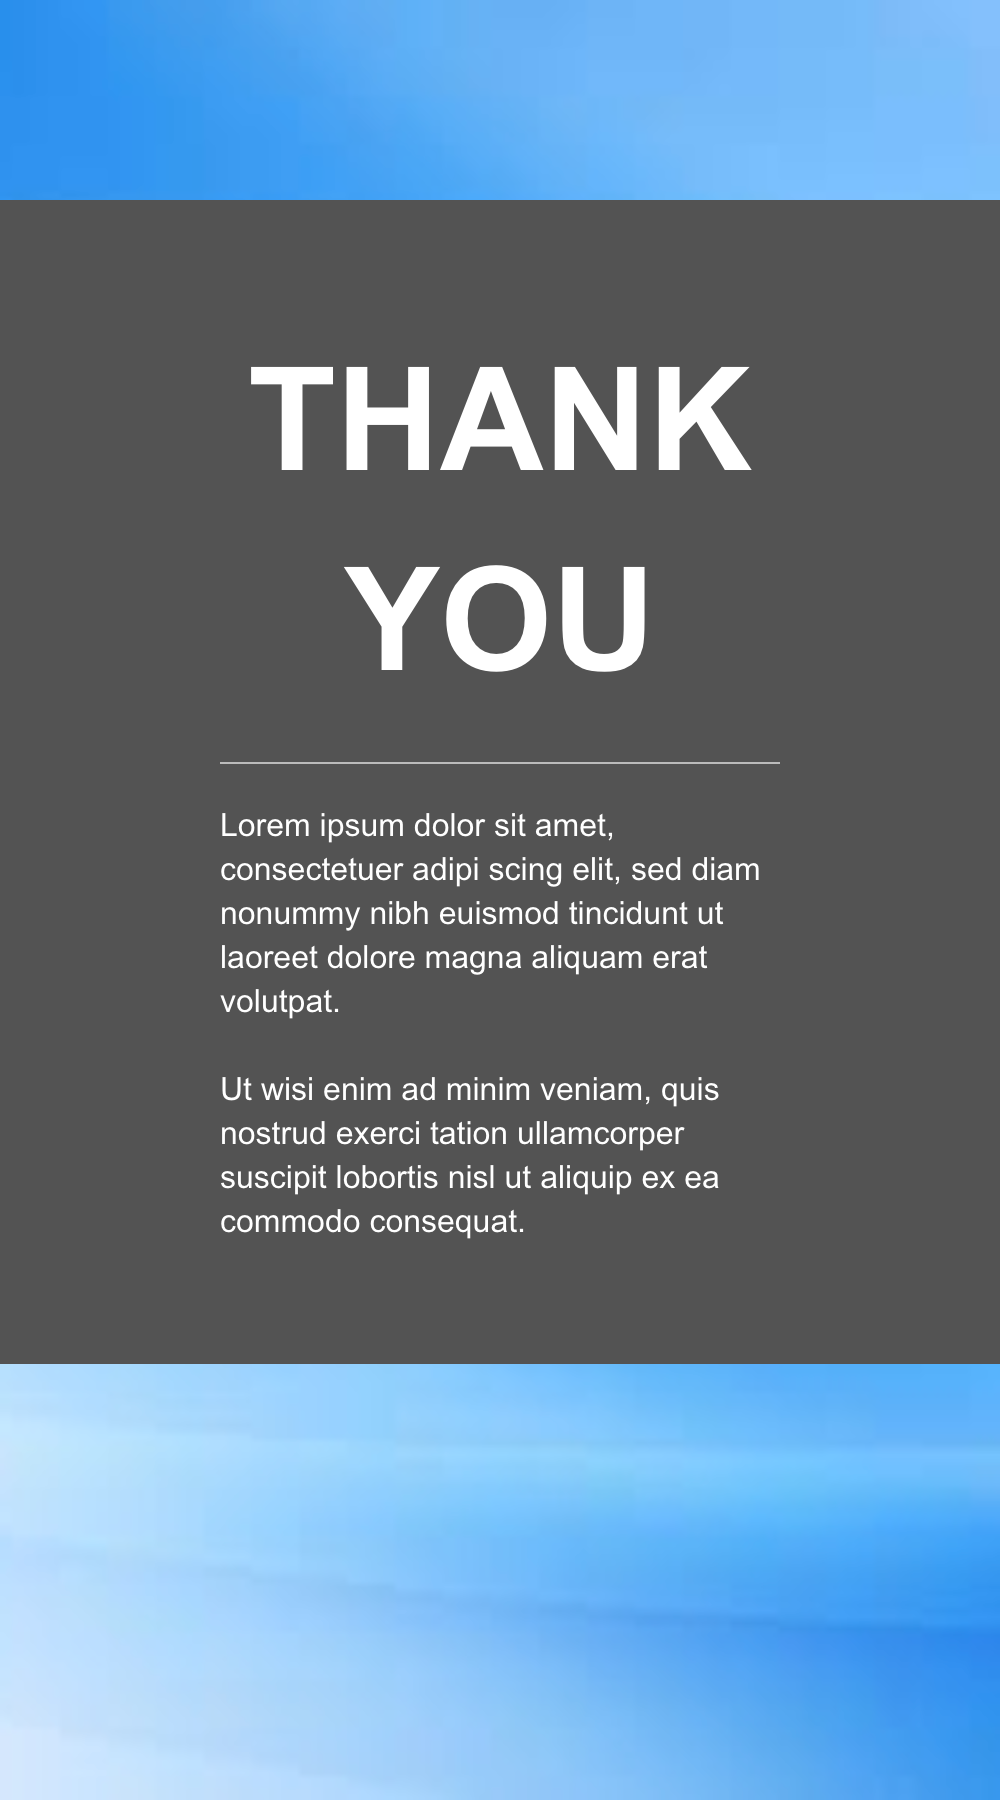 THANK
YOU
Lorem ipsum dolor sit amet,
consectetuer adipi scing elit, sed diam
nonummy nibh euismod tincidunt ut
laoreet dolore magna aliquam erat
volutpat.
Ut wisi enim ad minim veniam, quis
nostrud exerci tation ullamcorper
suscipit lobortis nisl ut aliquip ex ea
commodo consequat.